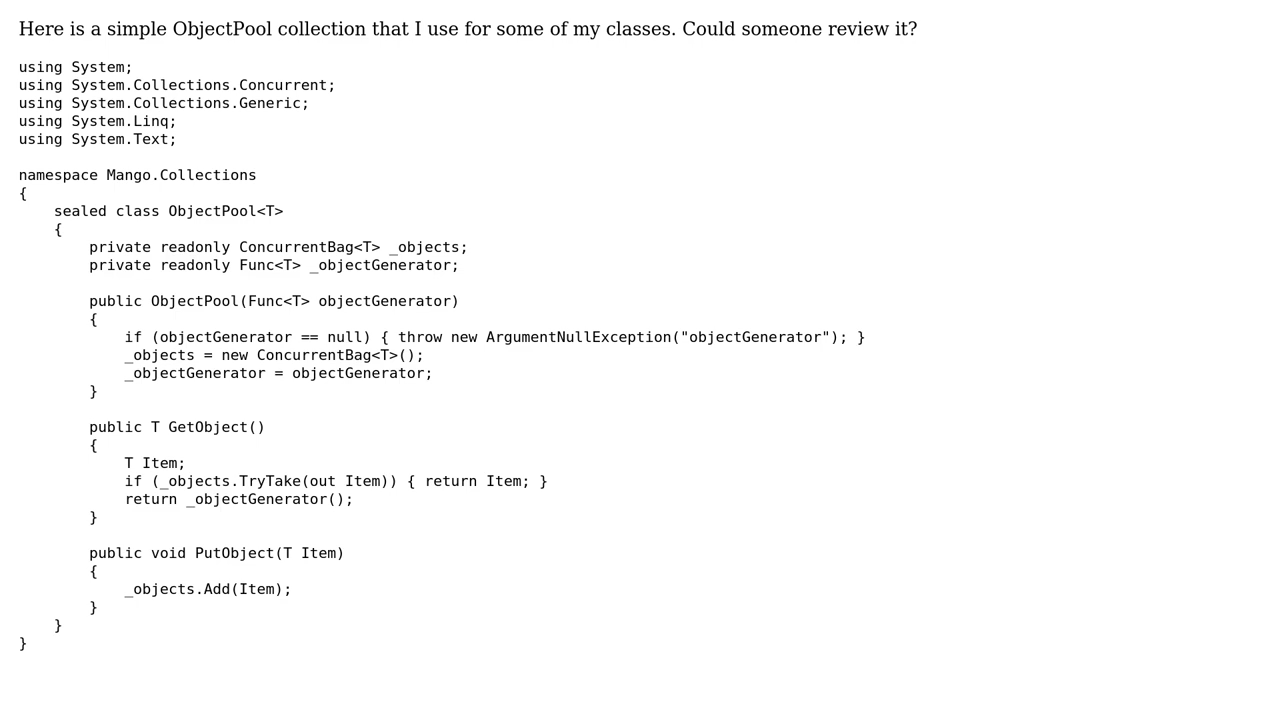 Here is a simple ObjectPool collection that I use for some of my classes. Could someone review it?
using System;
using System.Collections.Concurrent;
using System.Collections.Generic;
using System.Linq;
using System.Text;

namespace Mango.Collections
{
    sealed class ObjectPool<T>
    {
        private readonly ConcurrentBag<T> _objects;
        private readonly Func<T> _objectGenerator;

        public ObjectPool(Func<T> objectGenerator)
        {
            if (objectGenerator == null) { throw new ArgumentNullException("objectGenerator"); }
            _objects = new ConcurrentBag<T>();
            _objectGenerator = objectGenerator;
        }

        public T GetObject()
        {
            T Item;
            if (_objects.TryTake(out Item)) { return Item; }
            return _objectGenerator();
        }

        public void PutObject(T Item)
        {
            _objects.Add(Item);
        }
    }
}